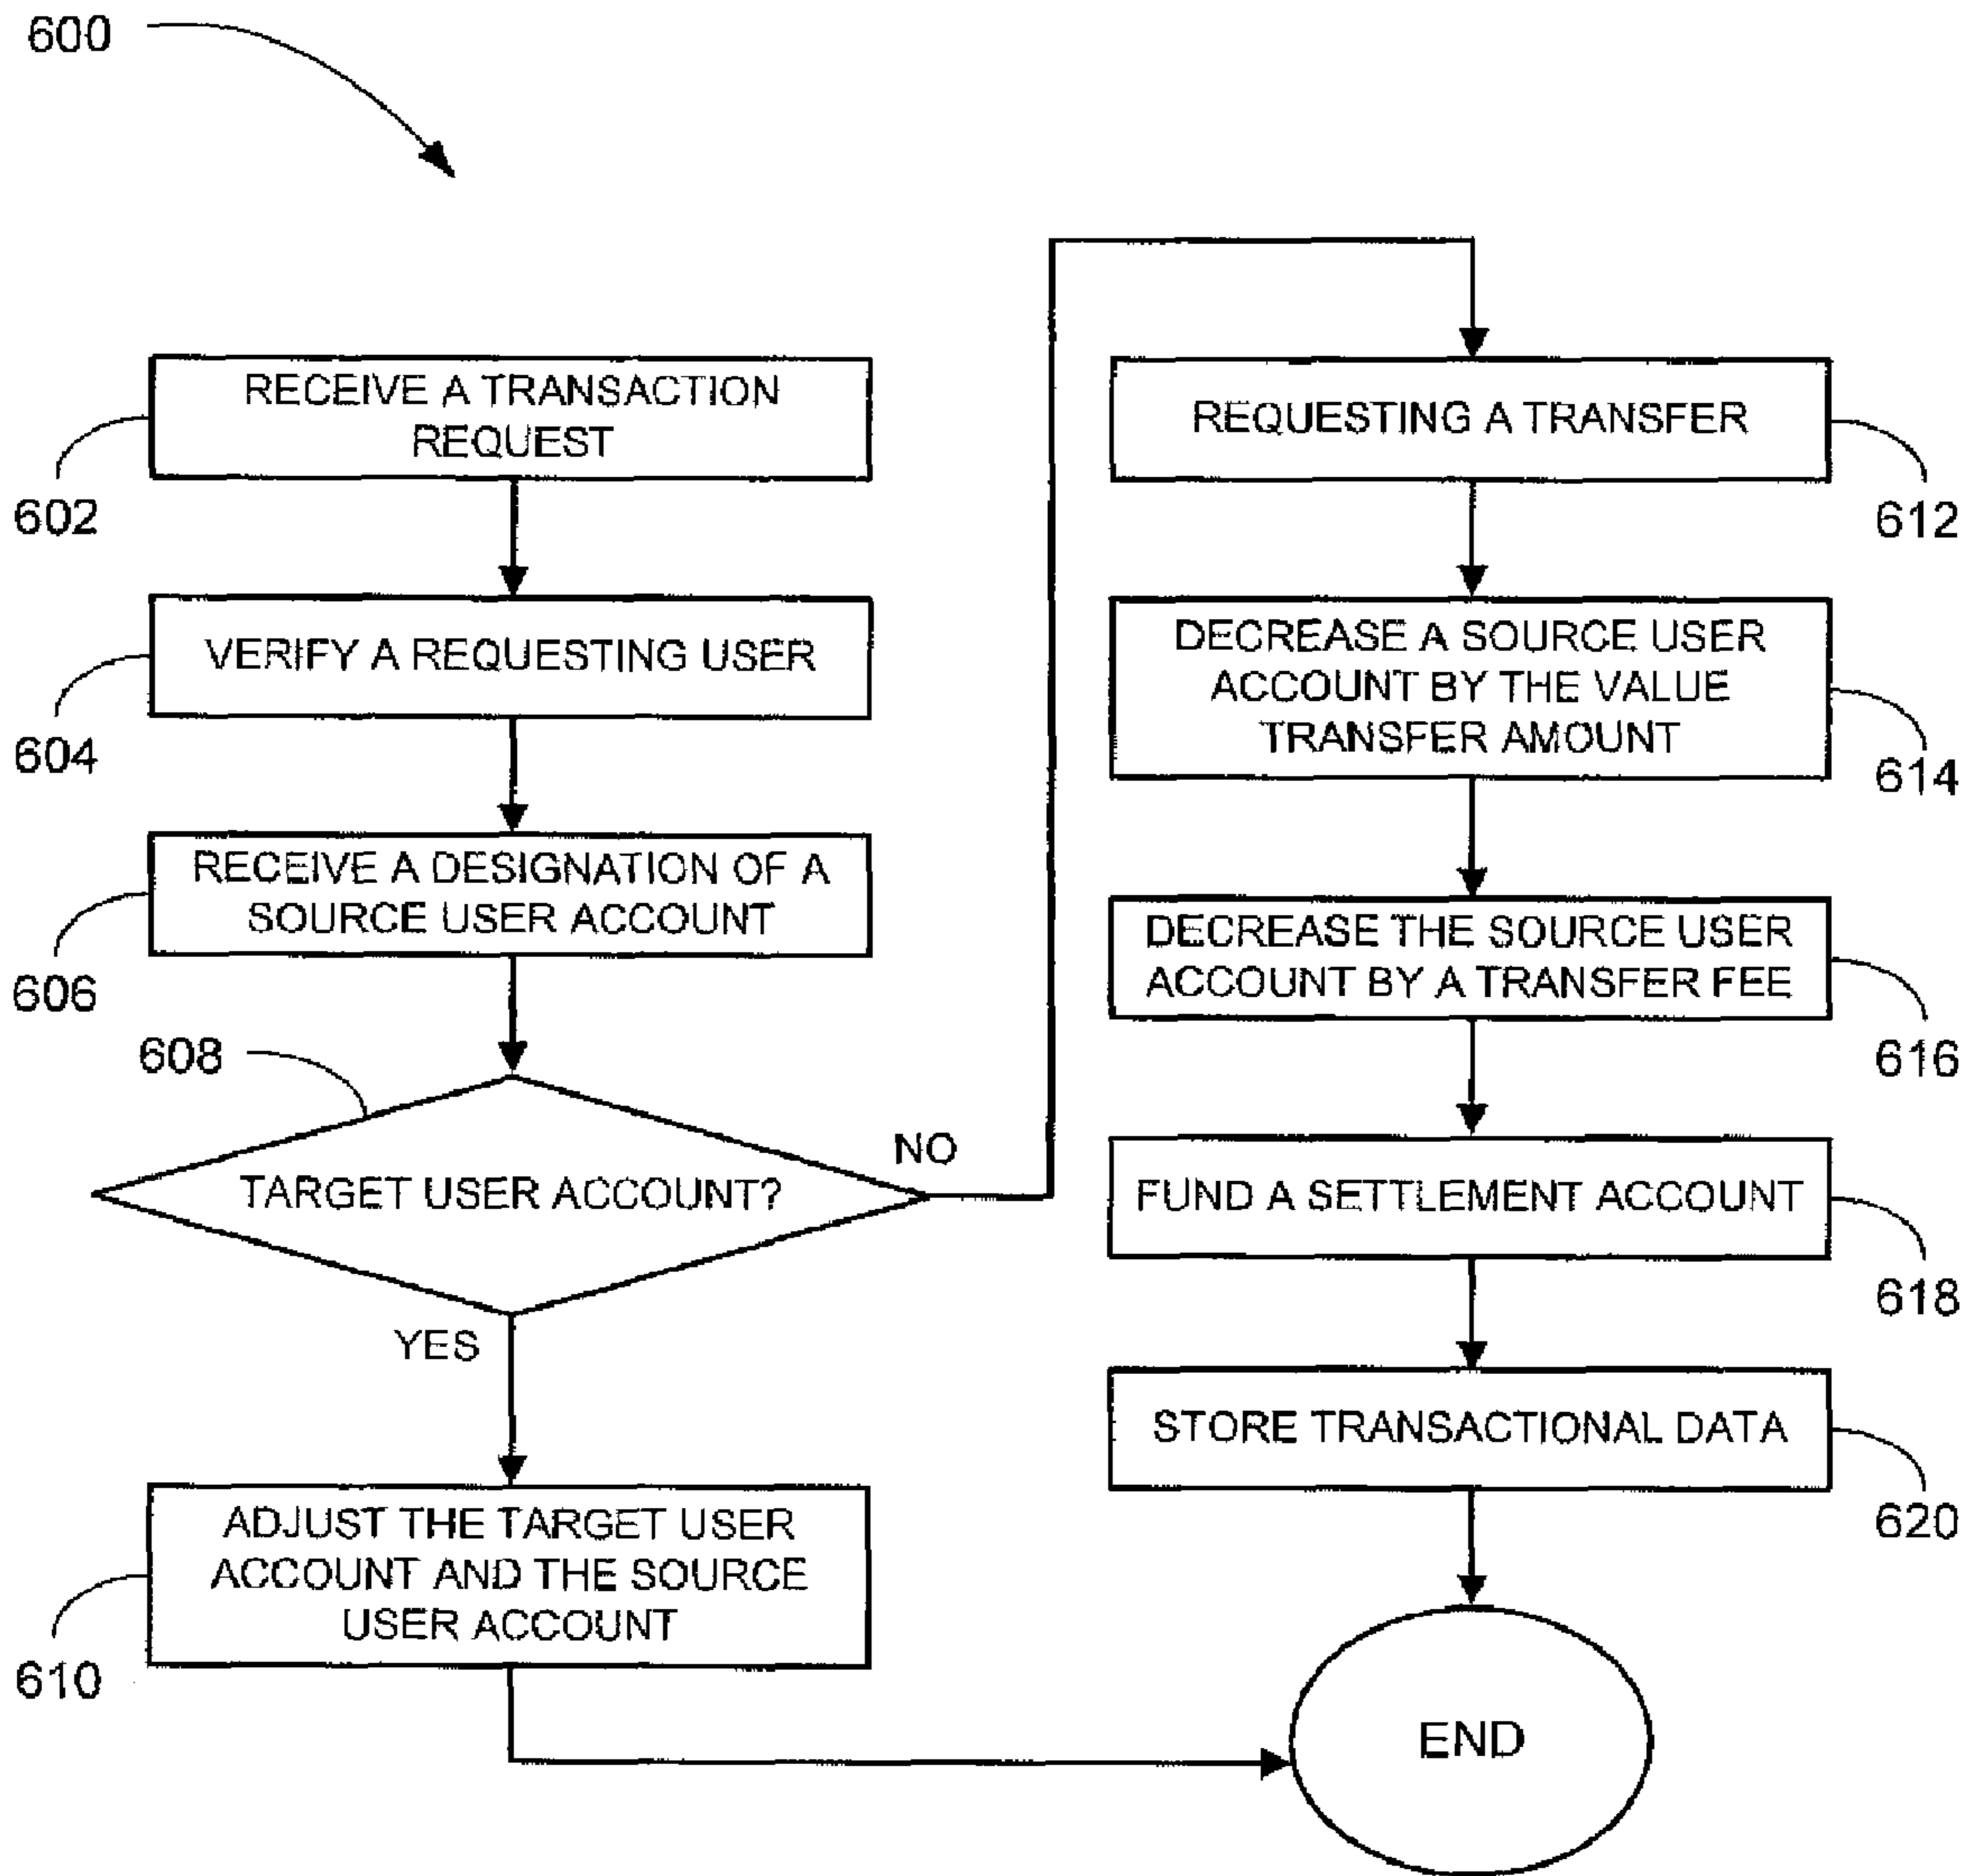 600
RECEIVE A TRANSACTION
REQUEST
602
VERIFY A REQUESTING USER
604
RECEIVE A DESIGNATION OF A
SOURCE USER ACCOUNT
606
608
TARGET USER ACCOUNT?
NO
YES
ADJUST THE TARGET USER
ACCOUNT AND THE SOURCE
USER ACCOUNT
610
REQUESTING A TRANSFER
612
DECREASE A SOURCE USER
ACCOUNT BY THE VALUE
TRANSFER AMOUNT
614
DECREASE THE SOURCE USER
ACCOUNT BY A TRANSFER FEE
616
FUND A SETTLEMENT ACCOUNT
618
STORE TRANSACTIONAL DATA
620
END